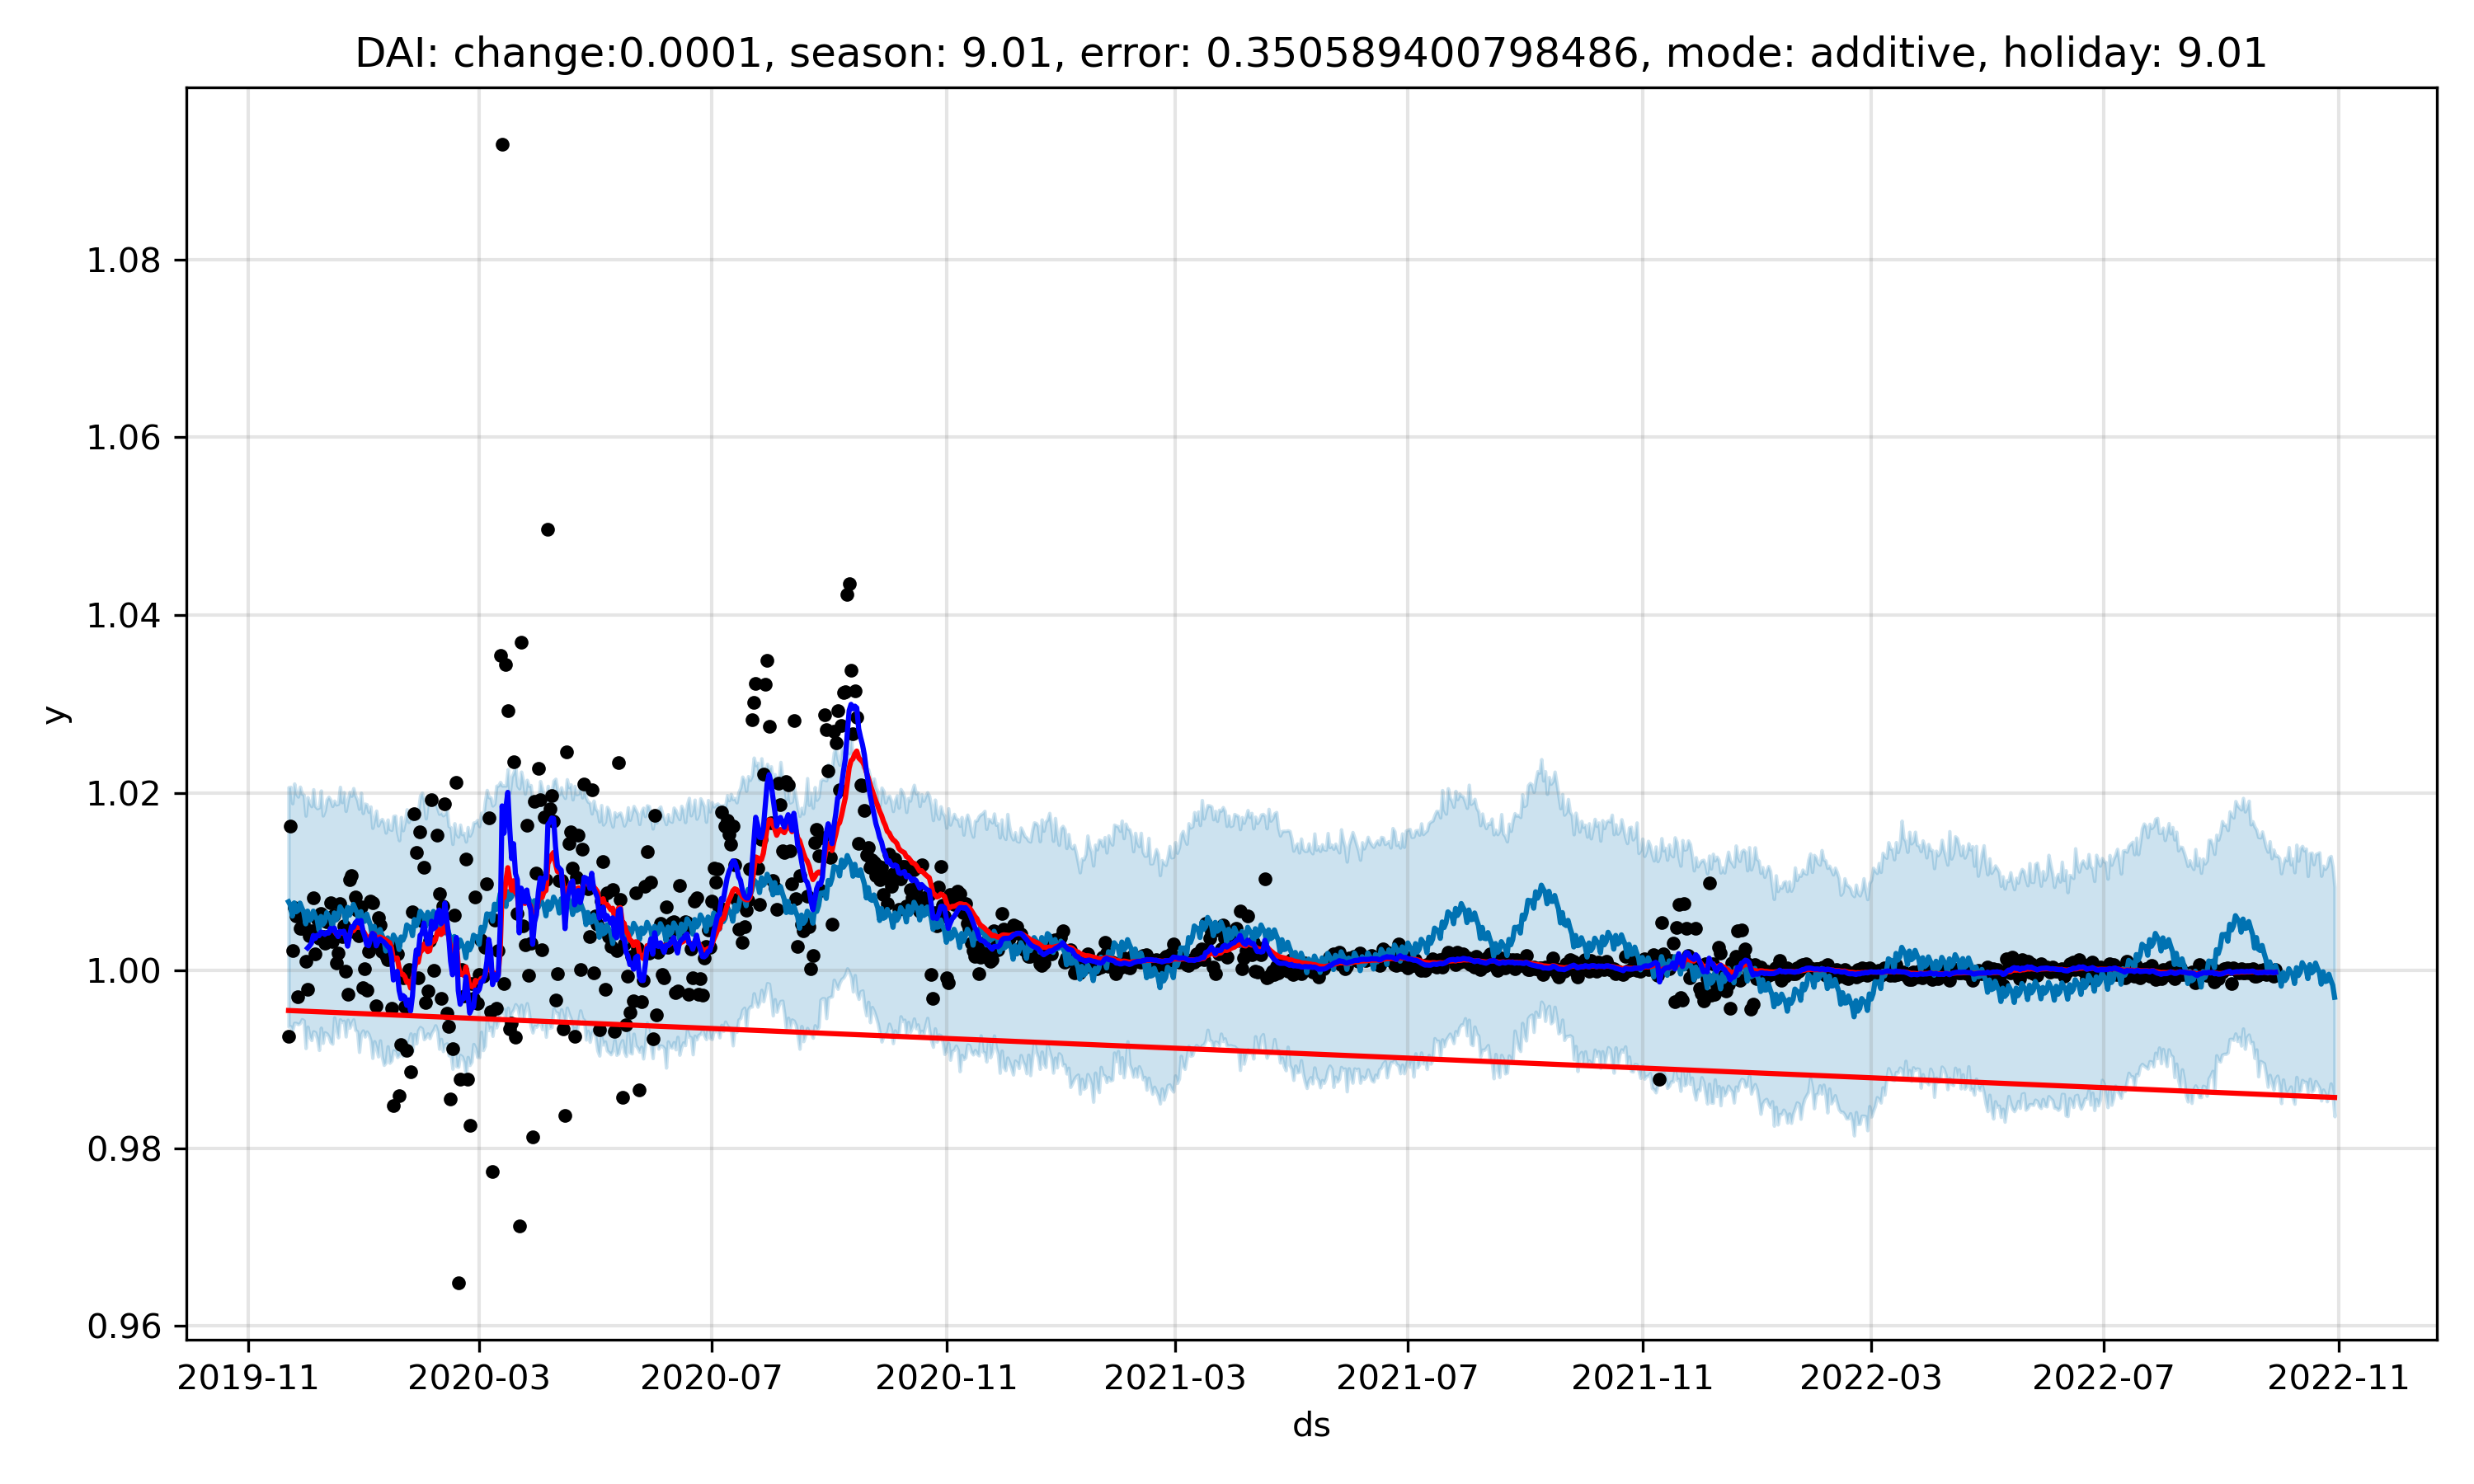 DAI: change:0.0001, season: 9.01, error: 0.350589400798486, mode: additive, holiday: 9.01
1.08
1.06
1.04
1.02
1.00
0.98
0.96
y
2019-11 2020-03 2020-07 2020-11 2021-03 2021-07 2021-11 2022-03 2022-07 2022-11
ds